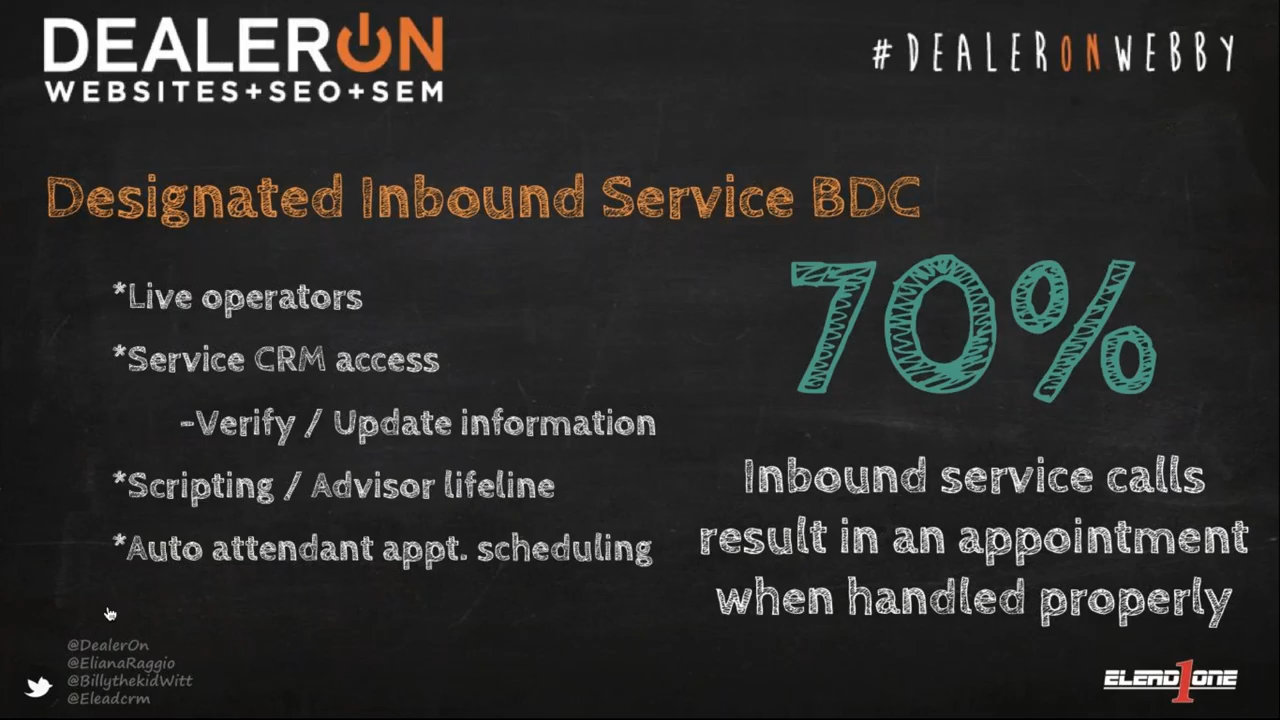 DEALERON
WEBSITES+SEO+SEM
#DEALERONWEBBY
Designated Inbound Service BDC
*Live operators
*Service CRM access
-Verify / Update information
*Scripting / Advisor lifeline
*Auto attendant appt. scheduling
70%
Inbound service calls
result in an appointment
when handled properly
@DealerOn
@ElianaRaggio
@BillythekidWitt
@Eleadcrm
ELEAD1ONE